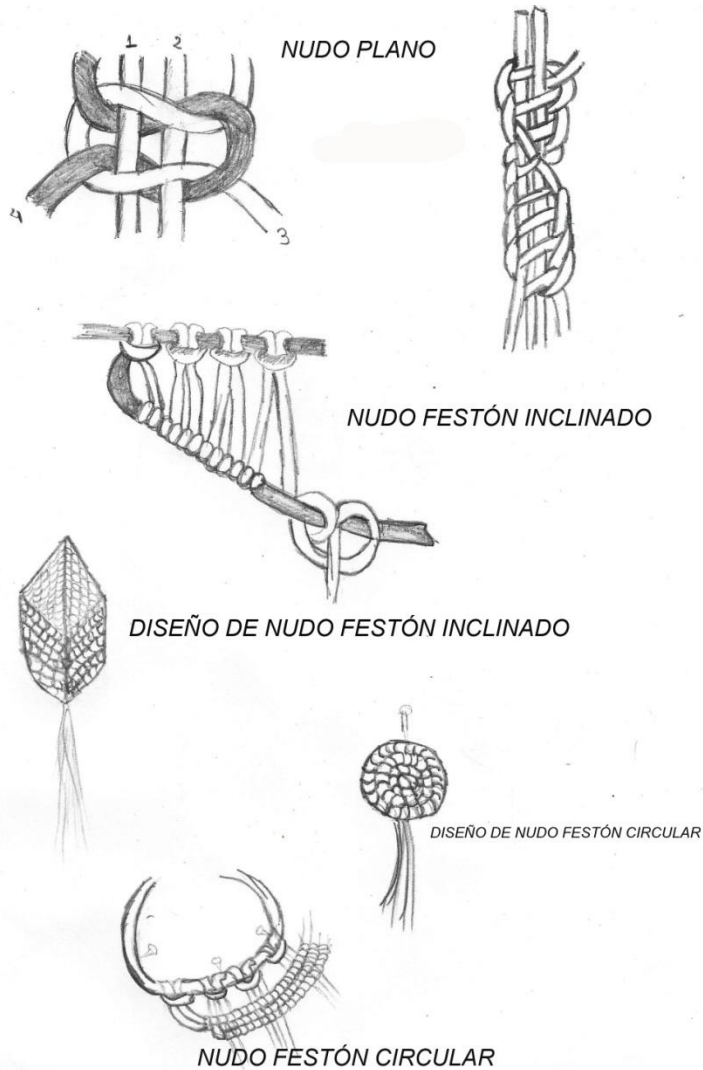 1 2
NUDO PLANO
4
3
NUDO FESTÓN INCLINADO
DISEÑO DE NUDO FESTÓN INCLINADO
DISEÑO DE NUDO FESTÓN CIRCULAR
NUDO FESTÓN CIRCULAR